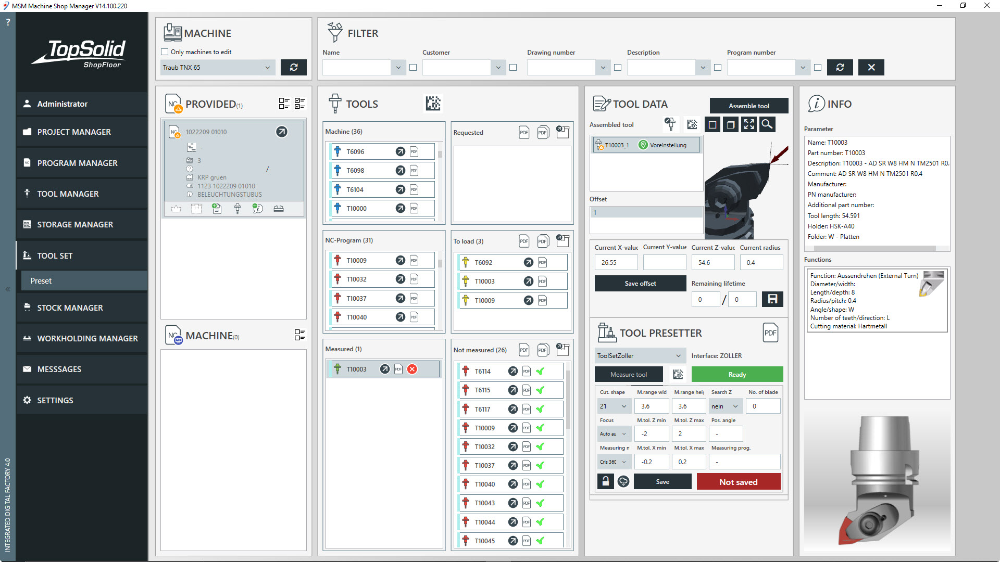 MSM Machine Shop Manager V14.100.220
?
TopSolid
ShopFloor
Administrator
PROJECT MANAGER
PROGRAM MANAGER
TOOL MANAGER
STORAGE MANAGER
TOOL SET
Preset
STOCK MANAGER
WORKHOLDING MANAGER
MESSSAGES
SETTINGS
INTEGRATED DIGITAL FACTORY 4.0
MACHINE
Only machines to edit
Traub TNX 65
FILTER
Name
Customer
Drawing number
Description
Program number
PROVIDED(1)
1022209 01010
-
3
/
KRP gruen
1123 1022209 01010
BELEUCHTUNGSTUBUS
MACHINE(0)
TOOLS
Machine (36)
T6096
T6098
T6104
T10000
Requested
NC-Program (31)
T10009
T10032
T10037
T10040
To load (3)
T6092
T10003
T10009
Measured (1)
T10003
Not measured (26)
T6114
T6115
T6117
T10009
T10032
T10037
T10040
T10043
T10044
T10045
TOOL DATA
Assemble tool
Assembled tool
T10003_1 Voreinstellung
Offset
1
Z
X
Current X-value Current Y-value Current Z-value Current radius
26.55 54.6 0.4
Save offset
Remaining lifetime
0 / 0
TOOL PRESETTER
PDF
ToolSetZoller
Interface: ZOLLER
Measure tool
Ready
Cut. shape M.range wid M.range hei Search Z No. of blade
21 3.6 3.6 nein 0
Focus M.tol. Z min M.tol. Z max Pos. angle
Auto au -2 2 -
Measuring n M.tol. X min M.tol. X max Measuring prog.
Cris 360 -0.2 0.2 -
Save
Not saved
INFO
Parameter
Name: T10003
Part number: T10003
Description: T10003 - AD SR W8 HM N TM2501 R0.
Comment: AD SR W8 HM N TM2501 R0.4
Manufacturer:
PN manufacturer:
Additional part number:
Tool length: 54.591
Holder: HSK-A40
Folder: W - Platten
Functions
Function: Aussendrehen (External Turn)
Diameter/width:
Length/depth: 8
Radius/pitch: 0.4
Angle/shape: W
Number of teeth/direction: L
Cutting material: Hartmetall